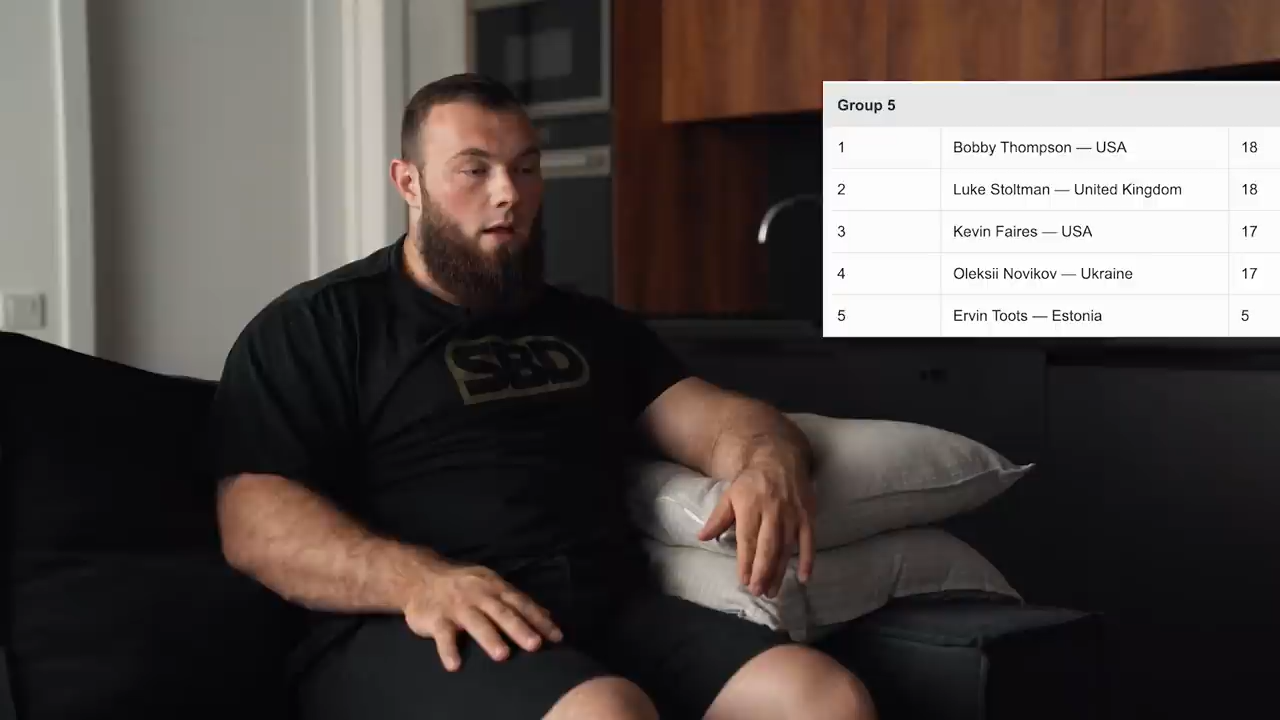 SBD
Group 5
1 Bobby Thompson — USA 18
2 Luke Stoltman — United Kingdom 18
3 Kevin Faires — USA 17
4 Oleksii Novikov — Ukraine 17
5 Ervin Toots — Estonia 5